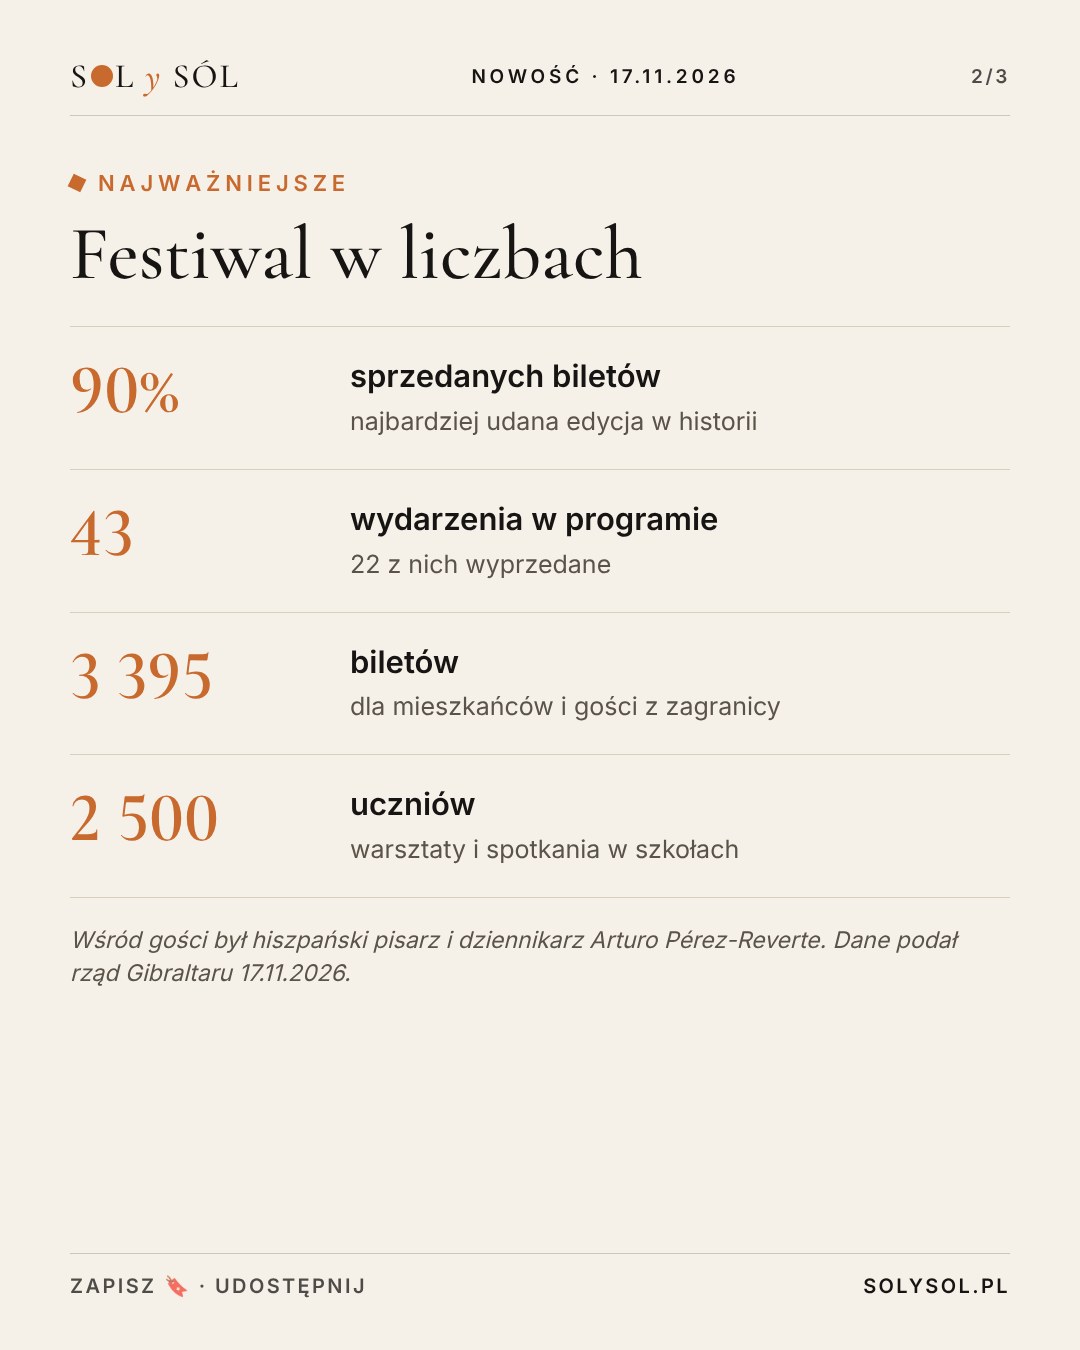 SOL y SÓL
NOWOŚĆ · 17.11.2026
2/3
NAJWAŻNIEJSZE
Festiwal w liczbach
90%
sprzedanych biletów
najbardziej udana edycja w historii
43
wydarzenia w programie
22 z nich wyprzedane
3 395
biletów
dla mieszkańców i gości z zagranicy
2 500
uczniów
warsztaty i spotkania w szkołach
Wśród gości był hiszpański pisarz i dziennikarz Arturo Pérez-Reverte. Dane podał
rząd Gibraltaru 17.11.2026.
ZAPISZ 🔖 · UDOSTĘPNIJ
SOLYSOL.PL